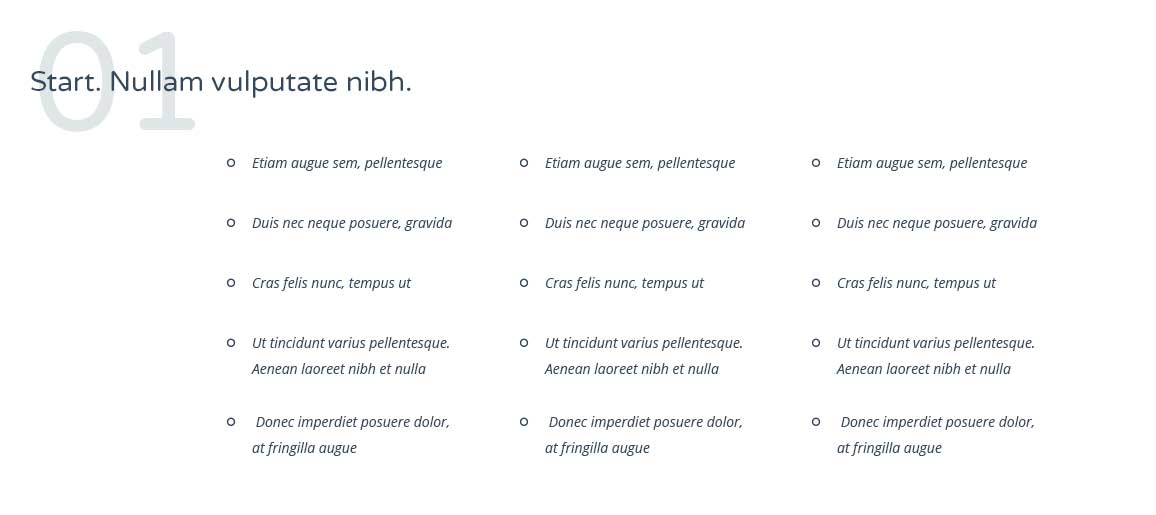 01
Start. Nullam vulputate nibh.
Etiam augue sem, pellentesque
Duis nec neque posuere, gravida
Cras felis nunc, tempus ut
Ut tincidunt varius pellentesque.
Aenean laoreet nibh et nulla
Donec imperdiet posuere dolor,
at fringilla augue
Etiam augue sem, pellentesque
Duis nec neque posuere, gravida
Cras felis nunc, tempus ut
Ut tincidunt varius pellentesque.
Aenean laoreet nibh et nulla
Donec imperdiet posuere dolor,
at fringilla augue
Etiam augue sem, pellentesque
Duis nec neque posuere, gravida
Cras felis nunc, tempus ut
Ut tincidunt varius pellentesque.
Aenean laoreet nibh et nulla
Donec imperdiet posuere dolor,
at fringilla augue